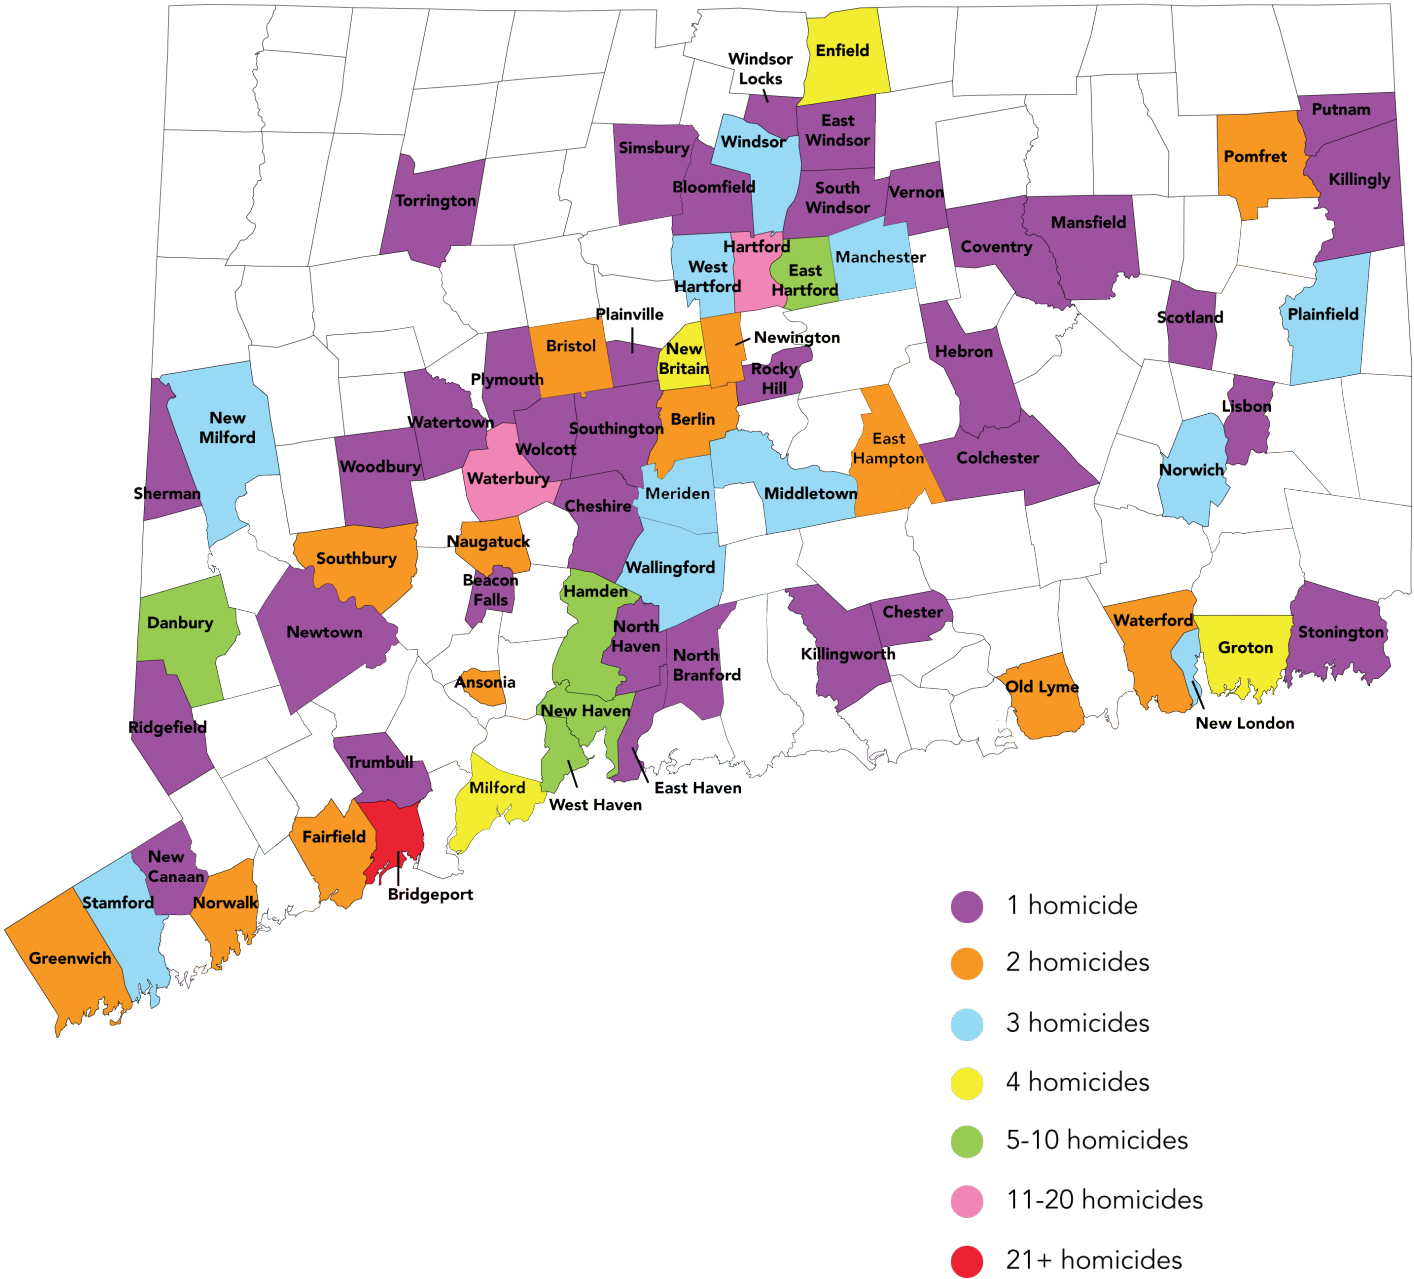 Enfield
Windsor
Locks
Putnam
East
Windsor
Windsor
Simsbury
Pomfret
Killingly
Bloomfield
South
Windsor
Vernon
Torrington
Mansfield
Coventry
Hartford
West
Hartford
East
Hartford
Manchester
Plainville
Scotland
Plainfield
Bristol
New
Britain
Newington
Hebron
Rocky
Hill
Plymouth
Lisbon
New
Milford
Watertown
Southington
Berlin
Wolcott
East
Hampton
Colchester
Woodbury
Waterbury
Norwich
Sherman
Meriden
Middletown
Cheshire
Naugatuck
Southbury
Wallingford
Beacon
Falls
Hamden
Danbury
Newtown
North
Haven
Chester
Waterford
Stonington
Killingworth
Groton
North
Branford
Ansonia
Old Lyme
New Haven
New London
Ridgefield
Trumbull
Milford
East Haven
West Haven
Fairfield
New
Canaan
Bridgeport
Stamford
Norwalk
Greenwich
1 homicide
2 homicides
3 homicides
4 homicides
5-10 homicides
11-20 homicides
21+ homicides